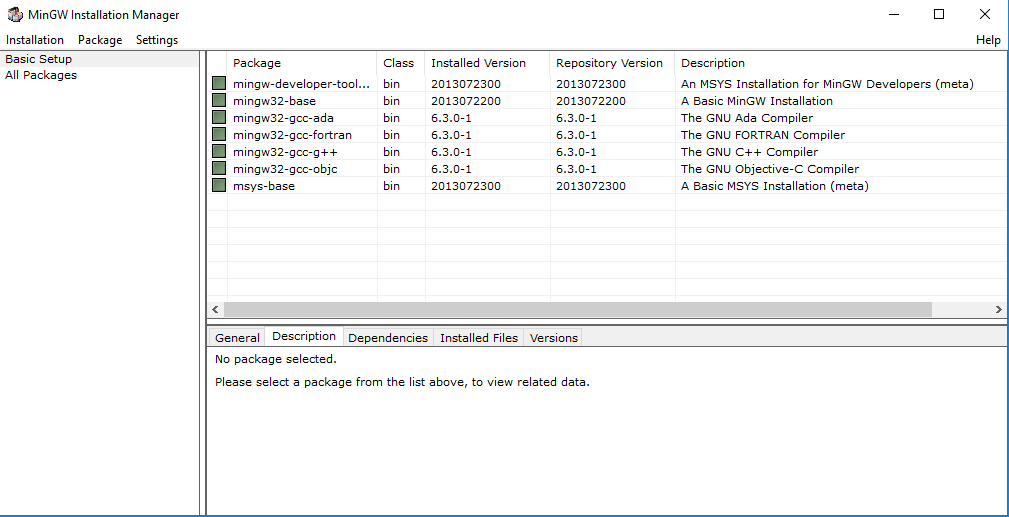 MinGW Installation Manager
Installation Package Settings Help
Basic Setup
All Packages
Package Class Installed Version Repository Version Description
mingw-developer-tool... bin 2013072300 2013072300 An MSYS Installation for MinGW Developers (meta)
mingw32-base bin 2013072200 2013072200 A Basic MinGW Installation
mingw32-gcc-ada bin 6.3.0-1 6.3.0-1 The GNU Ada Compiler
mingw32-gcc-fortran bin 6.3.0-1 6.3.0-1 The GNU FORTRAN Compiler
mingw32-gcc-g++ bin 6.3.0-1 6.3.0-1 The GNU C++ Compiler
mingw32-gcc-objc bin 6.3.0-1 6.3.0-1 The GNU Objective-C Compiler
msys-base bin 2013072300 2013072300 A Basic MSYS Installation (meta)
General Description Dependencies Installed Files Versions
No package selected.
Please select a package from the list above, to view related data.